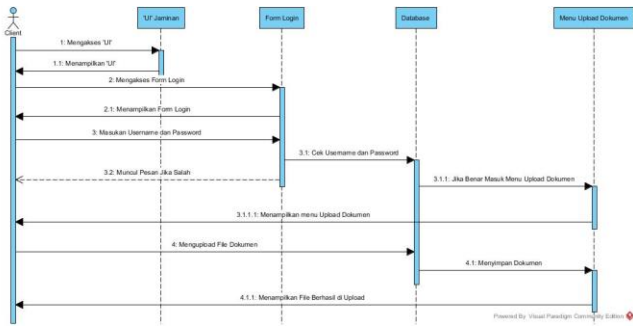 'UI' Jaminan
Form Login
Database
Menu Upload Dokumen
Client
1: Mengakses 'UI'
1.1: Menampilkan 'UI'
2: Mengakses Form Login
2.1: Menampilkan Form Login
3: Masukan Username dan Password
3.1: Cek Username dan Password
3.2: Muncul Pesan Jika Salah
3.1.1: Jika Benar Masuk Menu Upload Dokumen
3.1.1.1: Menampilkan menu Upload Dokumen
4: Mengupload File Dokumen
4.1: Menyimpan Dokumen
4.1.1: Menampilkan File Berhasil di Upload
Powered By Visual Paradigm Community Edition